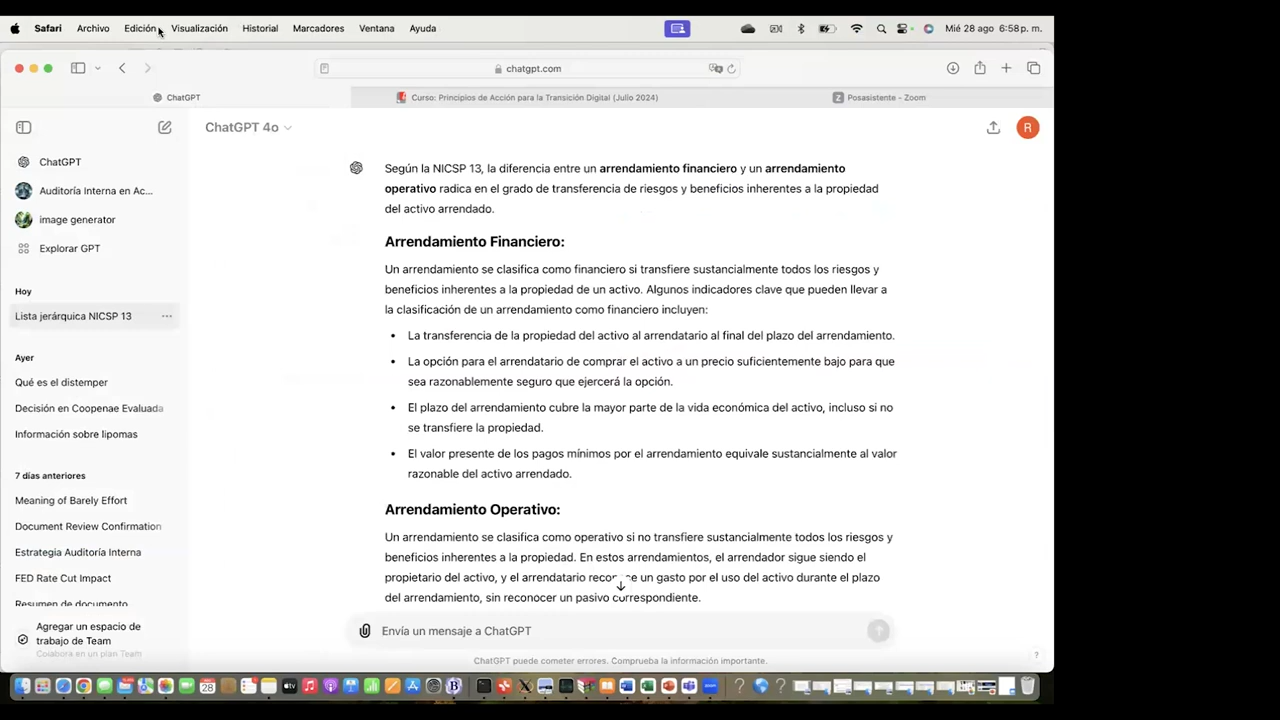 Safari Archivo Edición Visualización Historial Marcadores Ventana Ayuda Mié 28 ago 6:58 p. m.
chatgpt.com
ChatGPT Curso: Principios de Acción para la Transición Digital (Julio 2024) Z Posasistente - Zoom
ChatGPT 4o R
ChatGPT
Auditoría Interna en Ac...
image generator
Explorar GPT
Hoy
Lista jerárquica NICSP 13 ...
Ayer
Qué es el distemper
Decisión en Coopenae Evaluada
Información sobre lipomas
7 días anteriores
Meaning of Barely Effort
Document Review Confirmation
Estrategia Auditoría Interna
FED Rate Cut Impact
Resumen de documento
Agregar un espacio de
trabajo de Team
Colabora en un plan Team
Según la NICSP 13, la diferencia entre un arrendamiento financiero y un arrendamiento
operativo radica en el grado de transferencia de riesgos y beneficios inherentes a la propiedad
del activo arrendado.
Arrendamiento Financiero:
Un arrendamiento se clasifica como financiero si transfiere sustancialmente todos los riesgos y
beneficios inherentes a la propiedad de un activo. Algunos indicadores clave que pueden llevar a
la clasificación de un arrendamiento como financiero incluyen:
• La transferencia de la propiedad del activo al arrendatario al final del plazo del arrendamiento.
• La opción para el arrendatario de comprar el activo a un precio suficientemente bajo para que
sea razonablemente seguro que ejercerá la opción.
• El plazo del arrendamiento cubre la mayor parte de la vida económica del activo, incluso si no
se transfiere la propiedad.
• El valor presente de los pagos mínimos por el arrendamiento equivale sustancialmente al valor
razonable del activo arrendado.
Arrendamiento Operativo:
Un arrendamiento se clasifica como operativo si no transfiere sustancialmente todos los riesgos y
beneficios inherentes a la propiedad. En estos arrendamientos, el arrendador sigue siendo el
propietario del activo, y el arrendatario reconoce un gasto por el uso del activo durante el plazo
del arrendamiento, sin reconocer un pasivo correspondiente.
Envía un mensaje a ChatGPT
ChatGPT puede cometer errores. Comprueba la información importante. ?